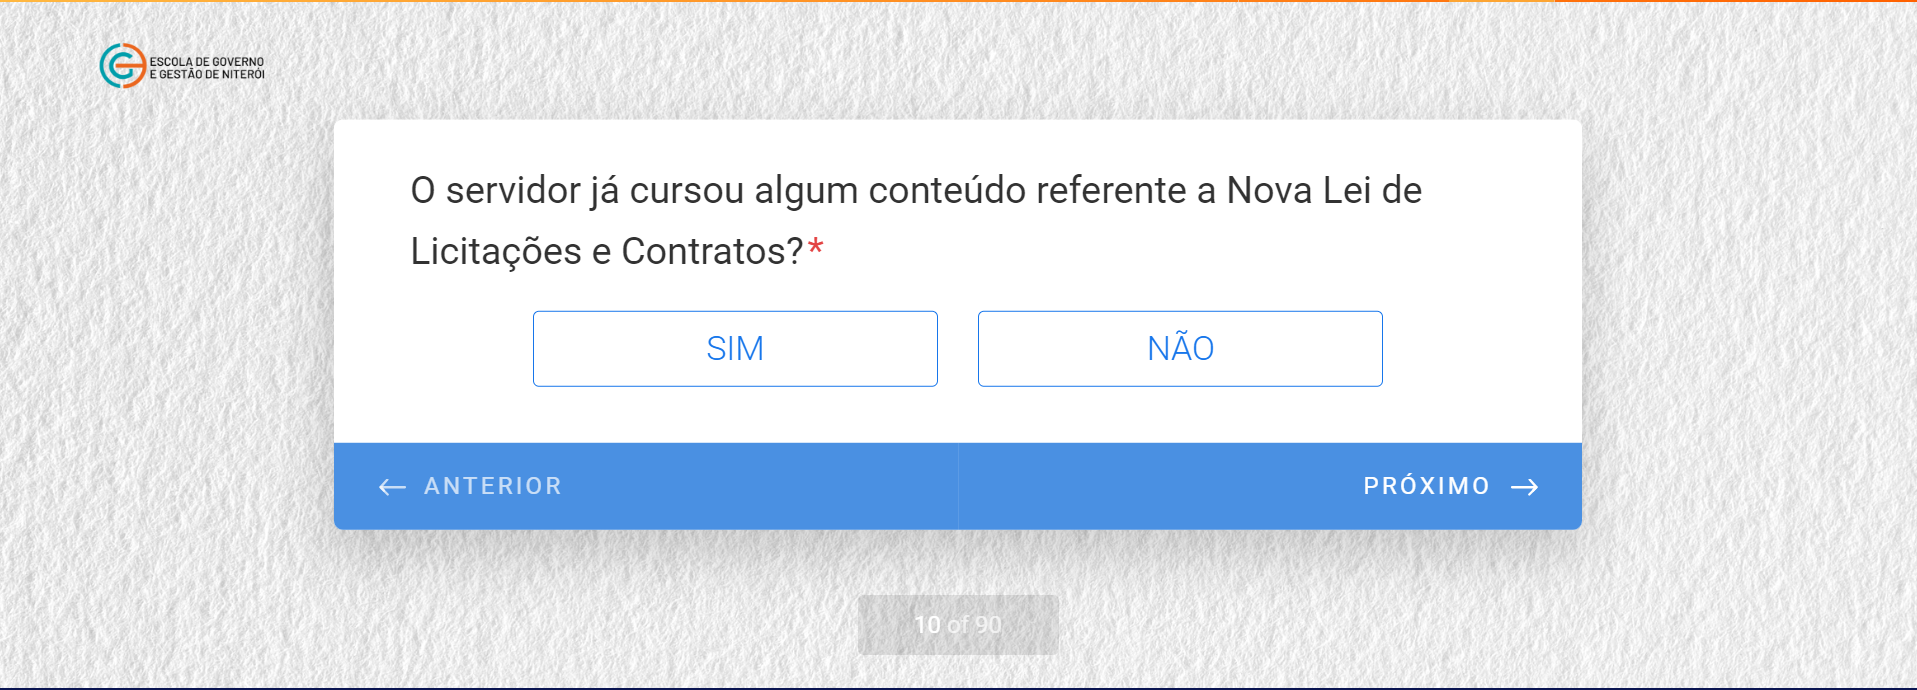 ESCOLA DE GOVERNO
E GESTÃO DE NITERÓI
O servidor já cursou algum conteúdo referente a Nova Lei de
Licitações e Contratos?*
SIM
NÃO
ANTERIOR
PRÓXIMO
10 of 90